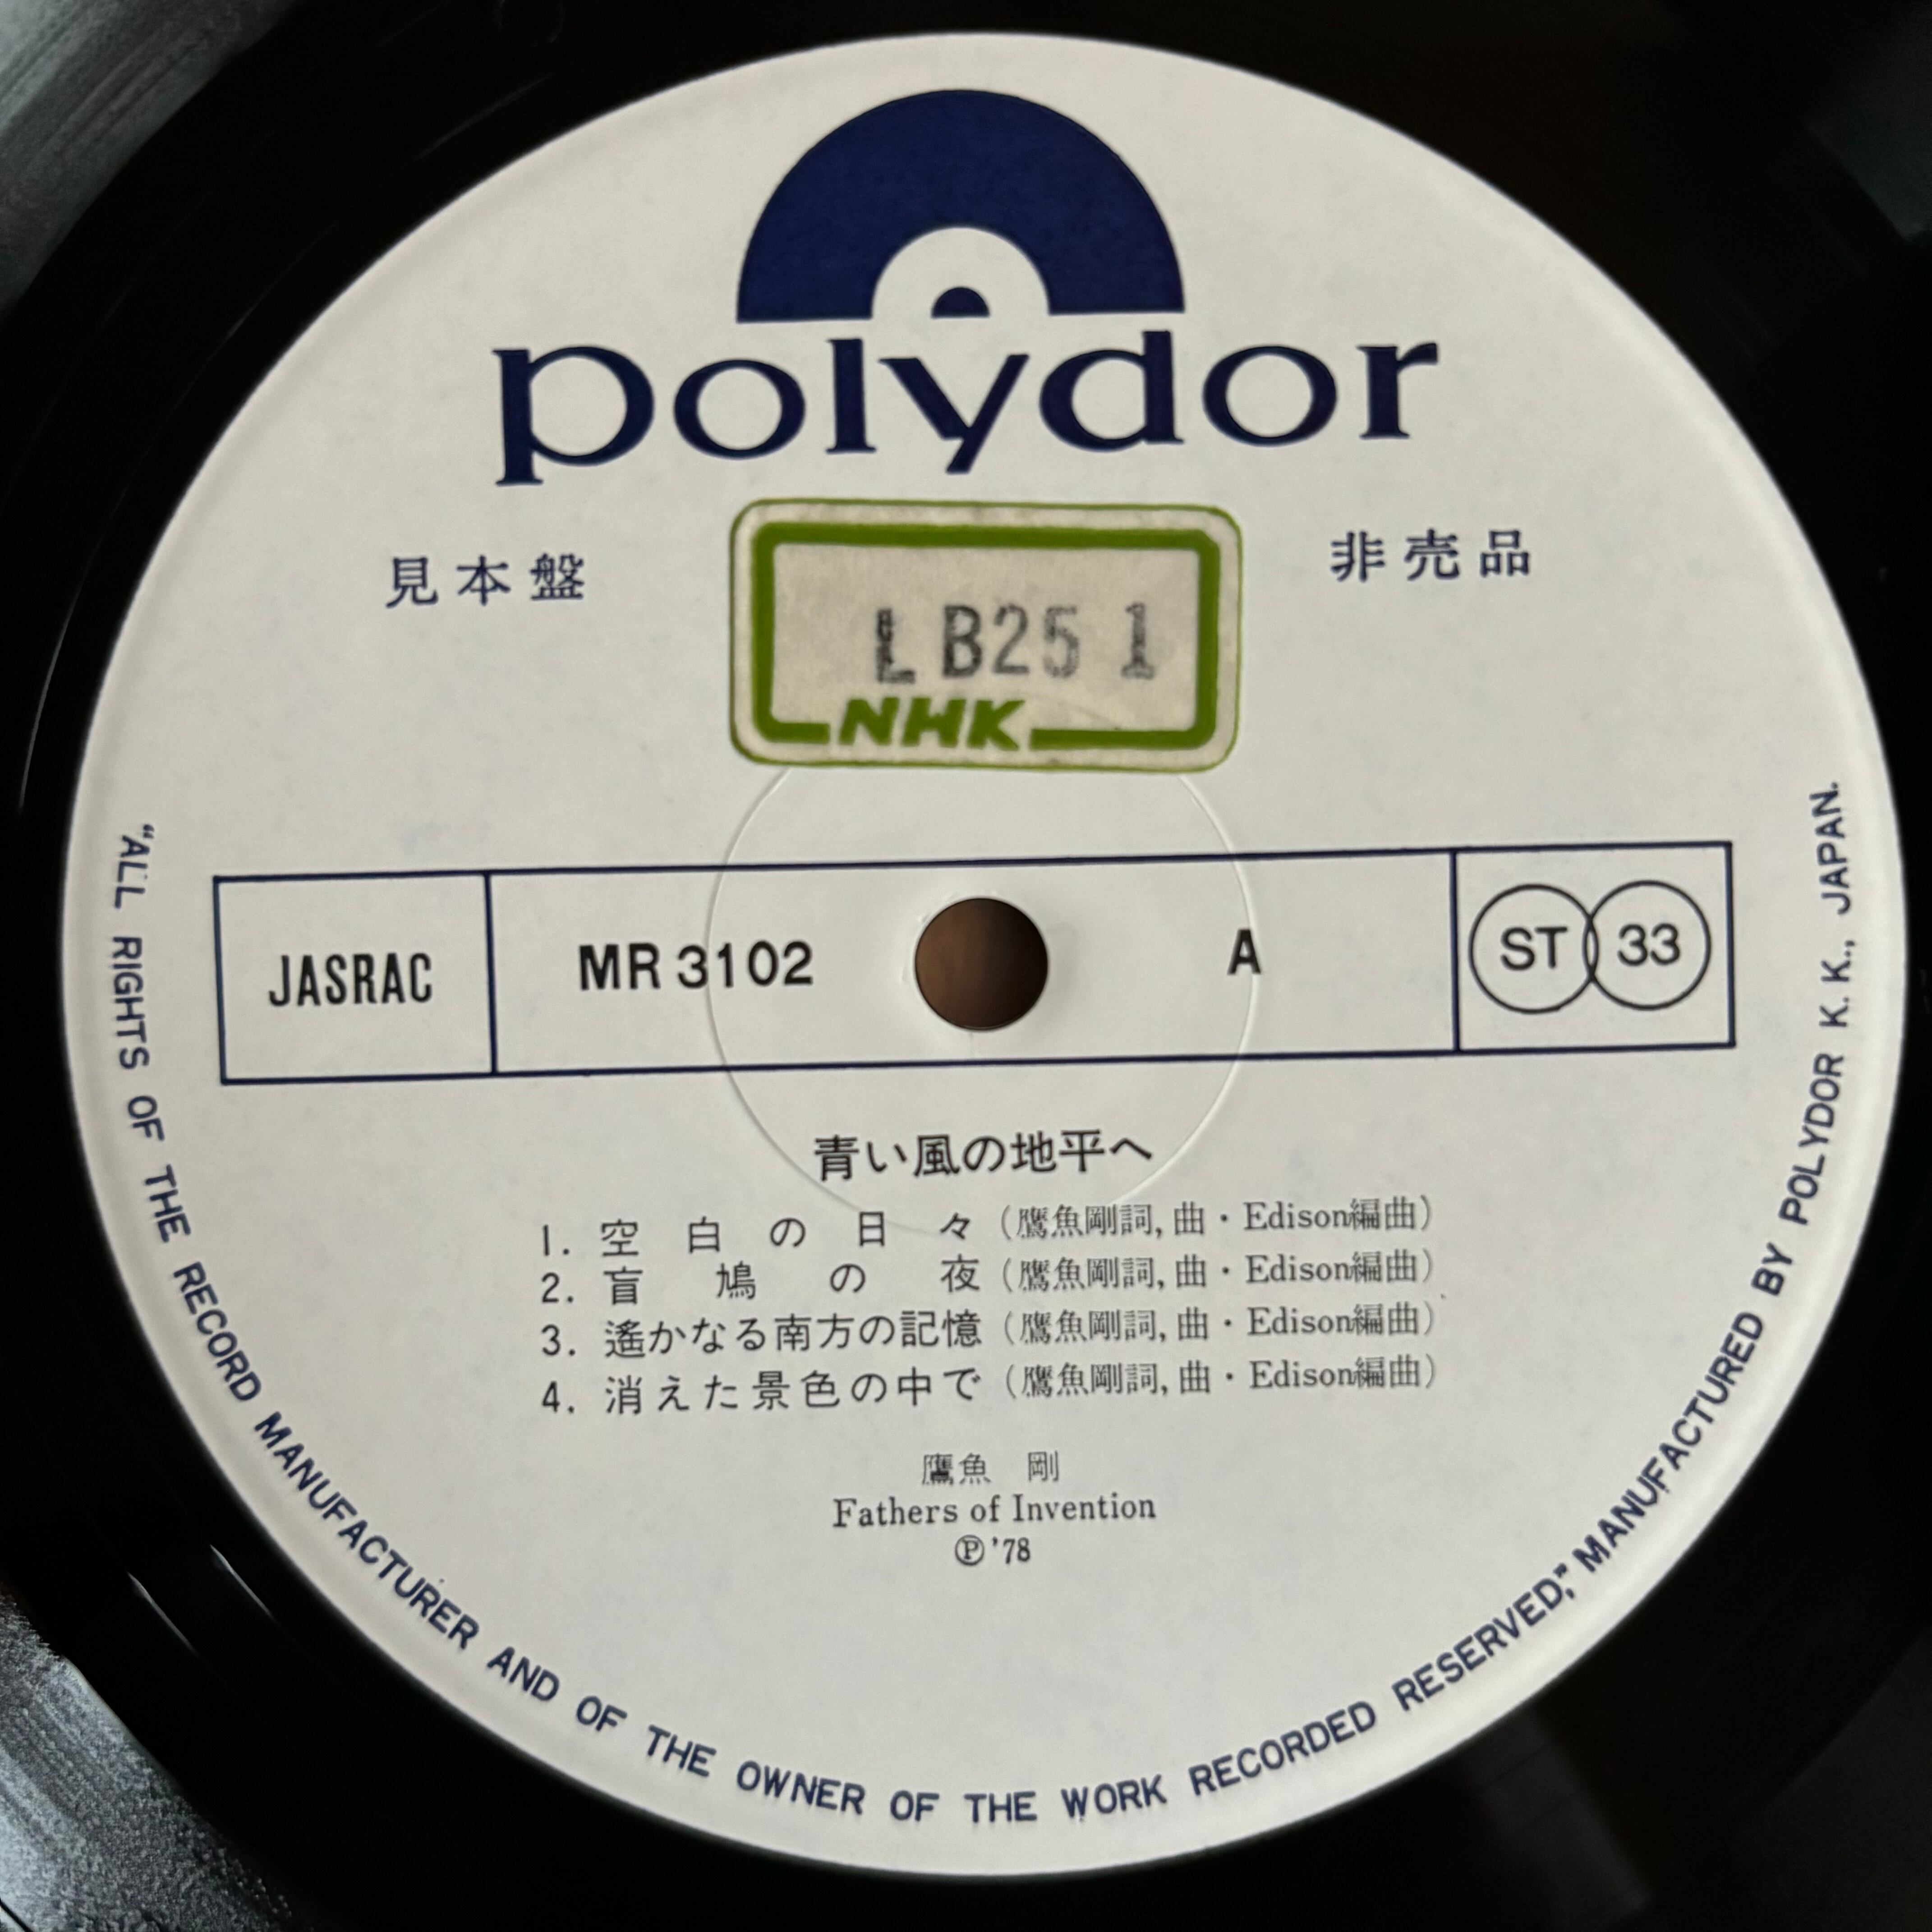 polydor
見本盤
非売品
LB25 1
NHK
JASRAC
MR 3102
A
ST 33
青い風の地平へ
1. 空白の日々 (鷹魚剛詞, 曲・Edison編曲)
2. 盲鳩の夜 (鷹魚剛詞, 曲・Edison編曲)
3. 遙かなる南方の記憶 (鷹魚剛詞, 曲・Edison編曲)
4. 消えた景色の中で (鷹魚剛詞, 曲・Edison編曲)
鷹魚 剛
Fathers of Invention
Ⓟ'78
"ALL RIGHTS OF THE RECORD MANUFACTURER AND OF THE OWNER OF THE WORK RECORDED RESERVED;" MANUFACTURED BY POLYDOR K. K., JAPAN.